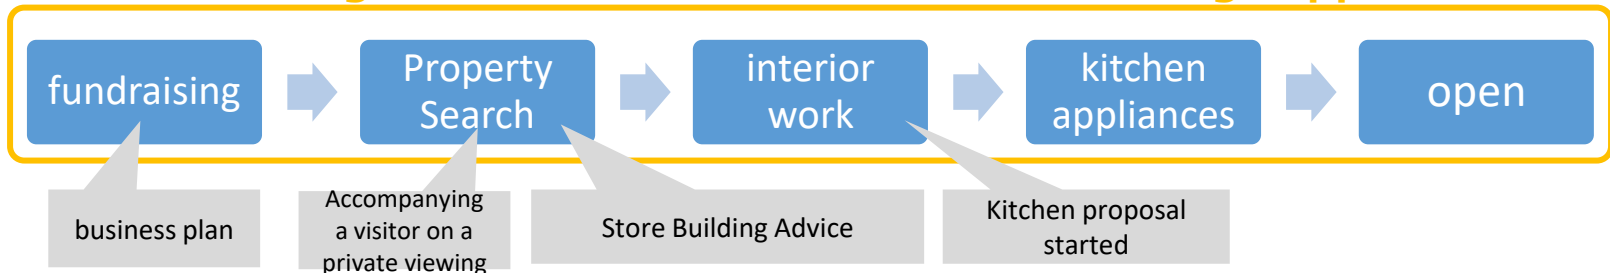 fundraising
Property
Search
interior
work
kitchen
appliances
open
business plan
Accompanying
a visitor on a
private viewing
Store Building Advice
Kitchen proposal
started